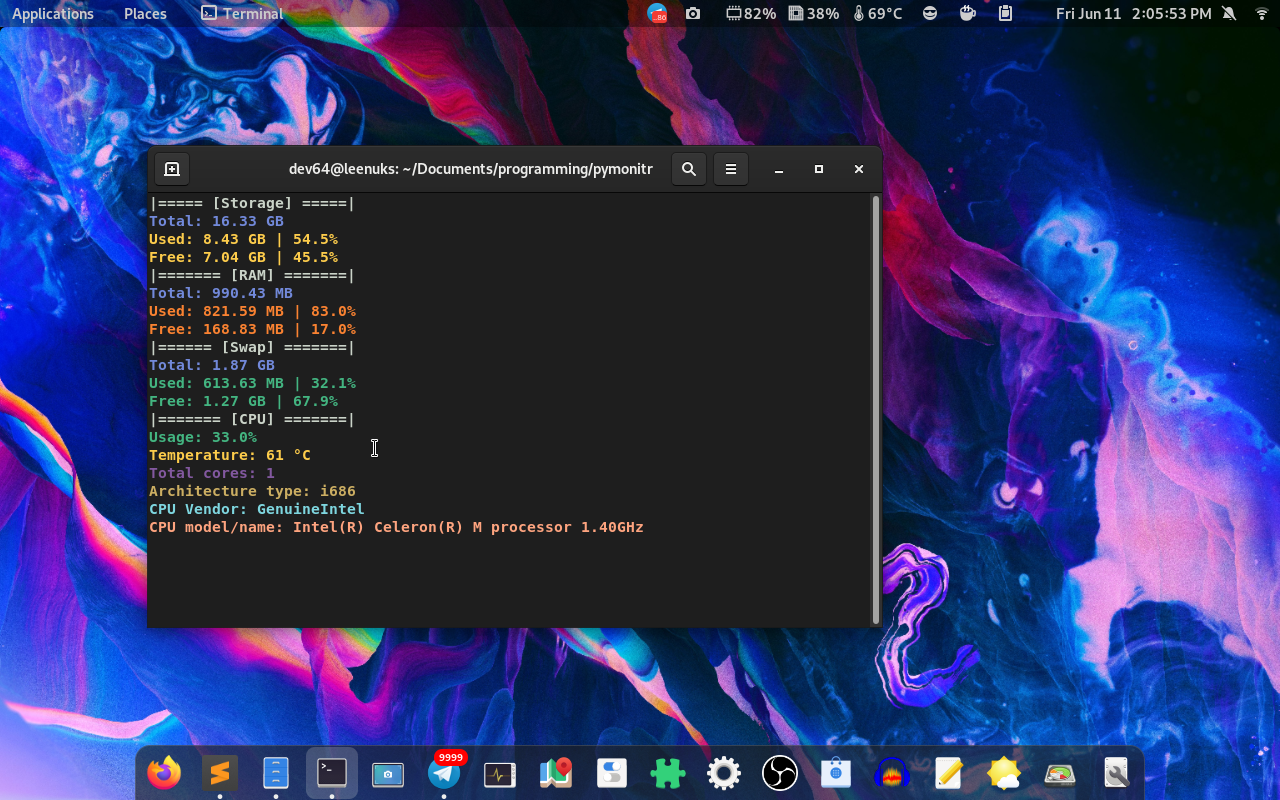 Applications Places Terminal .86 82% 38% 69°C Fri Jun 11 2:05:53 PM
dev64@leenuks: ~/Documents/programming/pymonitr
|===== [Storage] =====|
Total: 16.33 GB
Used: 8.43 GB | 54.5%
Free: 7.04 GB | 45.5%
|======= [RAM] =======|
Total: 990.43 MB
Used: 821.59 MB | 83.0%
Free: 168.83 MB | 17.0%
|====== [Swap] =======|
Total: 1.87 GB
Used: 613.63 MB | 32.1%
Free: 1.27 GB | 67.9%
|======= [CPU] =======|
Usage: 33.0%
Temperature: 61 °C
Total cores: 1
Architecture type: i686
CPU Vendor: GenuineIntel
CPU model/name: Intel(R) Celeron(R) M processor 1.40GHz
9999